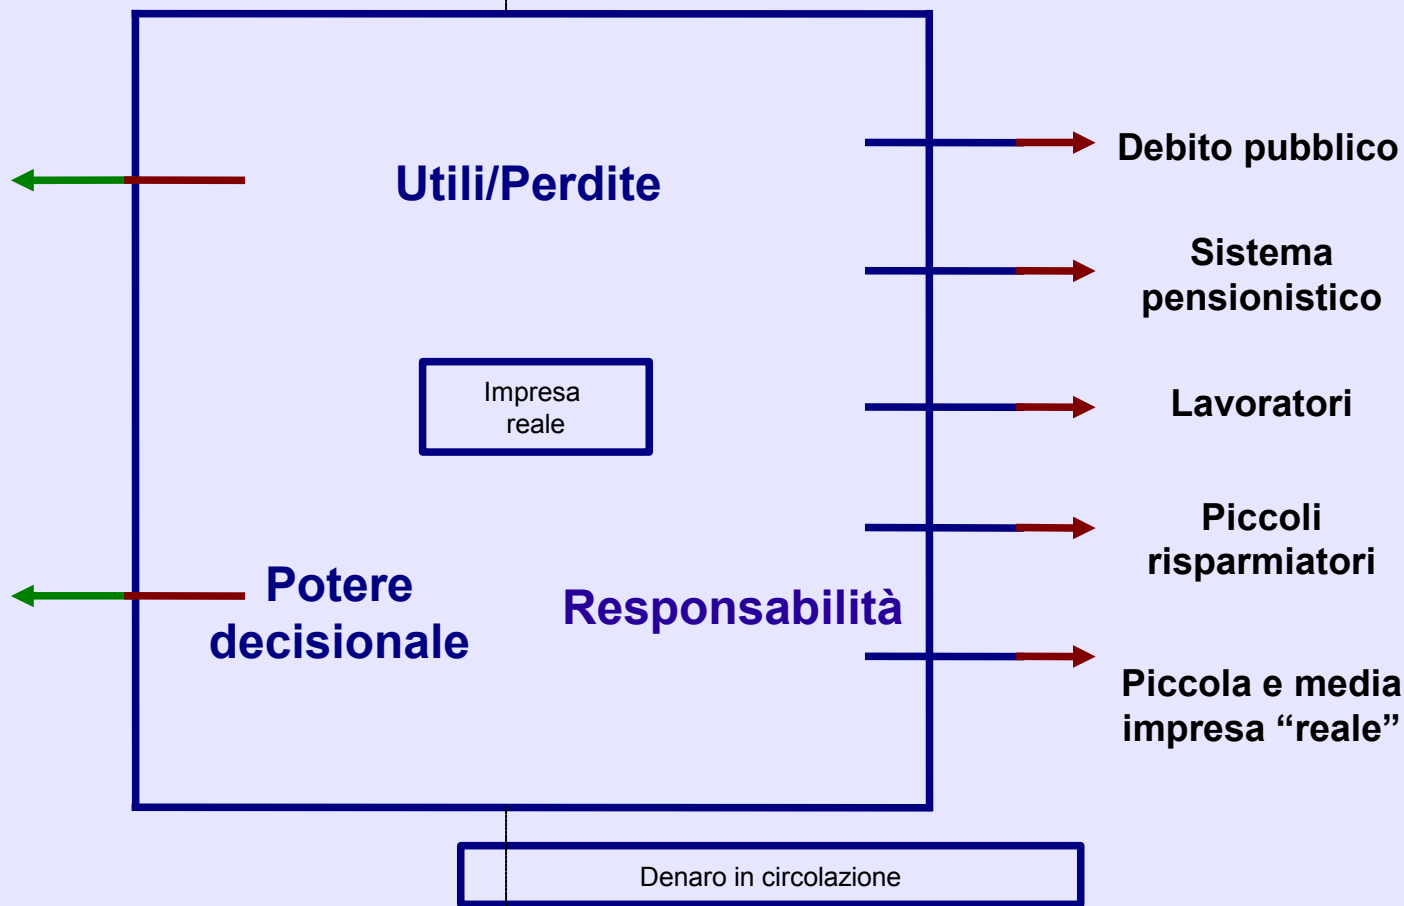 Debito pubblico
Utili/Perdite
Sistema
pensionistico
Impresa
reale
Lavoratori
Piccoli
risparmiatori
Potere
decisionale
Responsabilità
Piccola e media
impresa “reale”
Denaro in circolazione